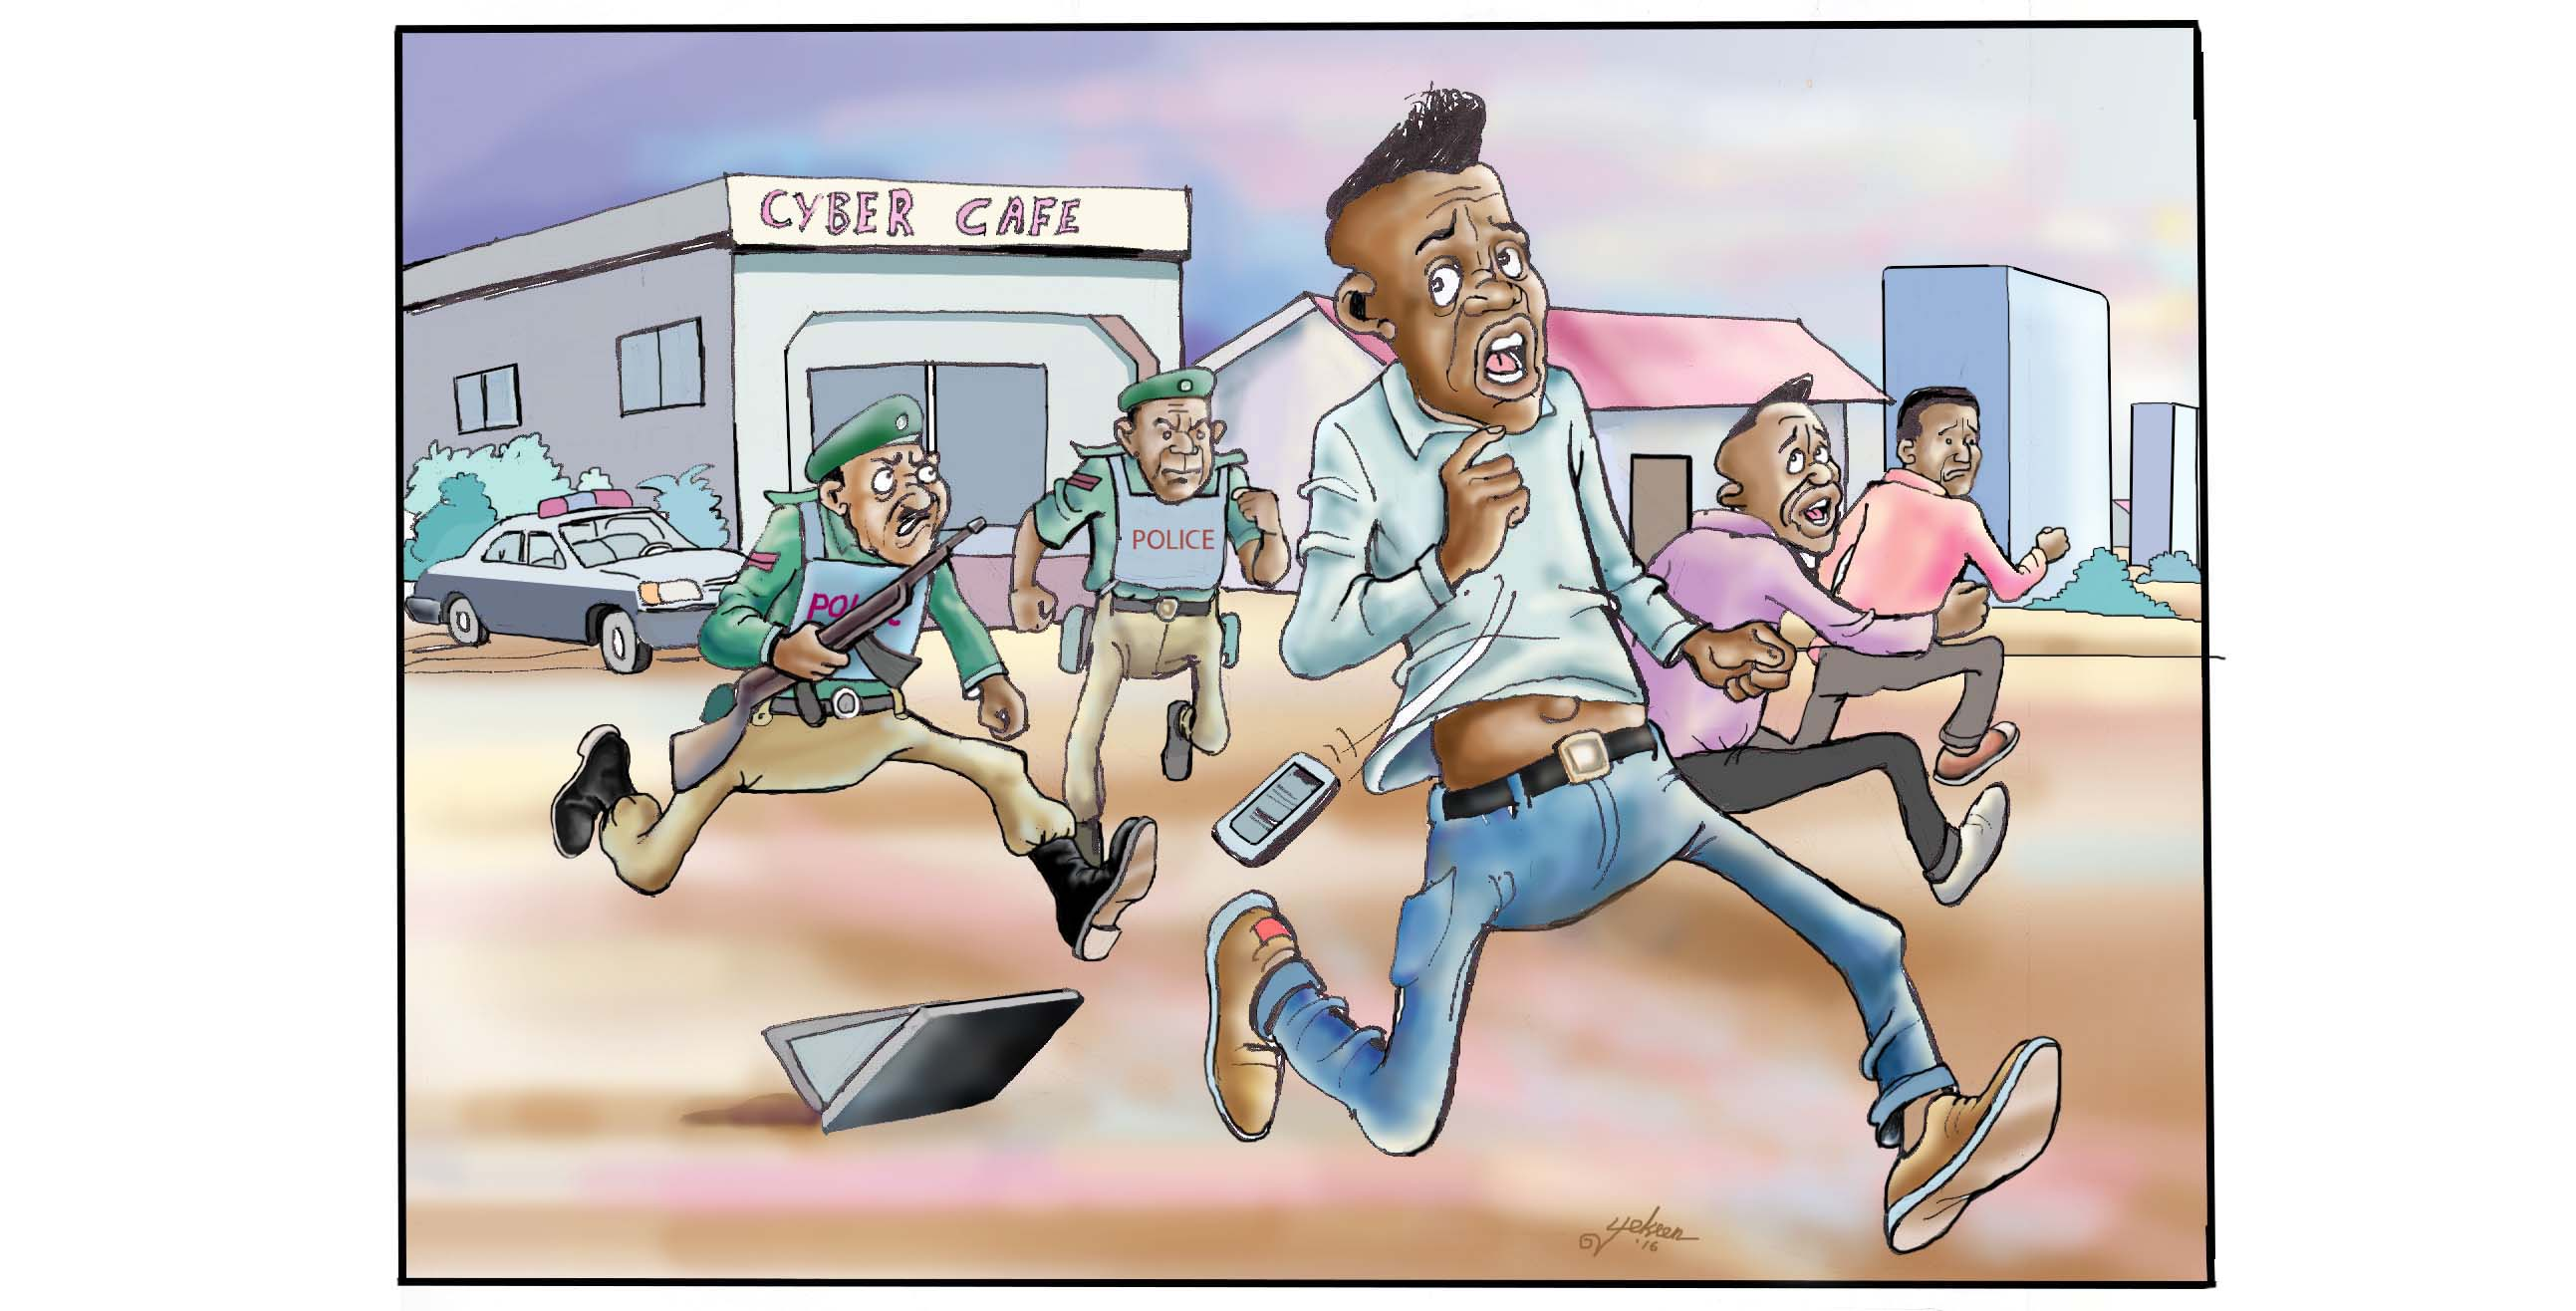 CYBER CAFE
POLICE
Yekeen
'16